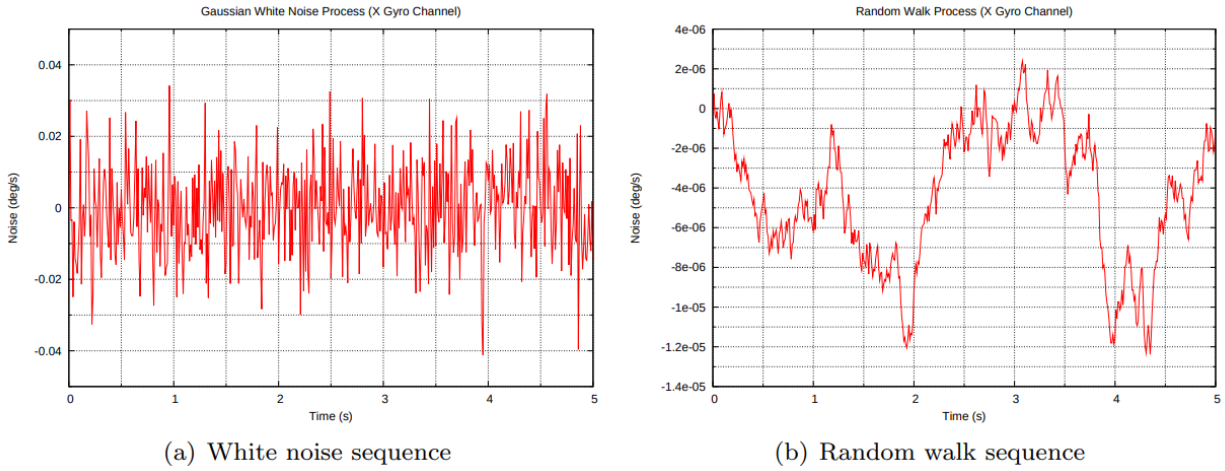 Gaussian White Noise Process (X Gyro Channel)
0.04
0.02
0
-0.02
-0.04
Noise (deg/s)
0 1 2 3 4 5
Time (s)
(a) White noise sequence
Random Walk Process (X Gyro Channel)
4e-06
2e-06
0
-2e-06
-4e-06
-6e-06
-8e-06
-1e-05
-1.2e-05
-1.4e-05
Noise (deg/s)
0 1 2 3 4 5
Time (s)
(b) Random walk sequence